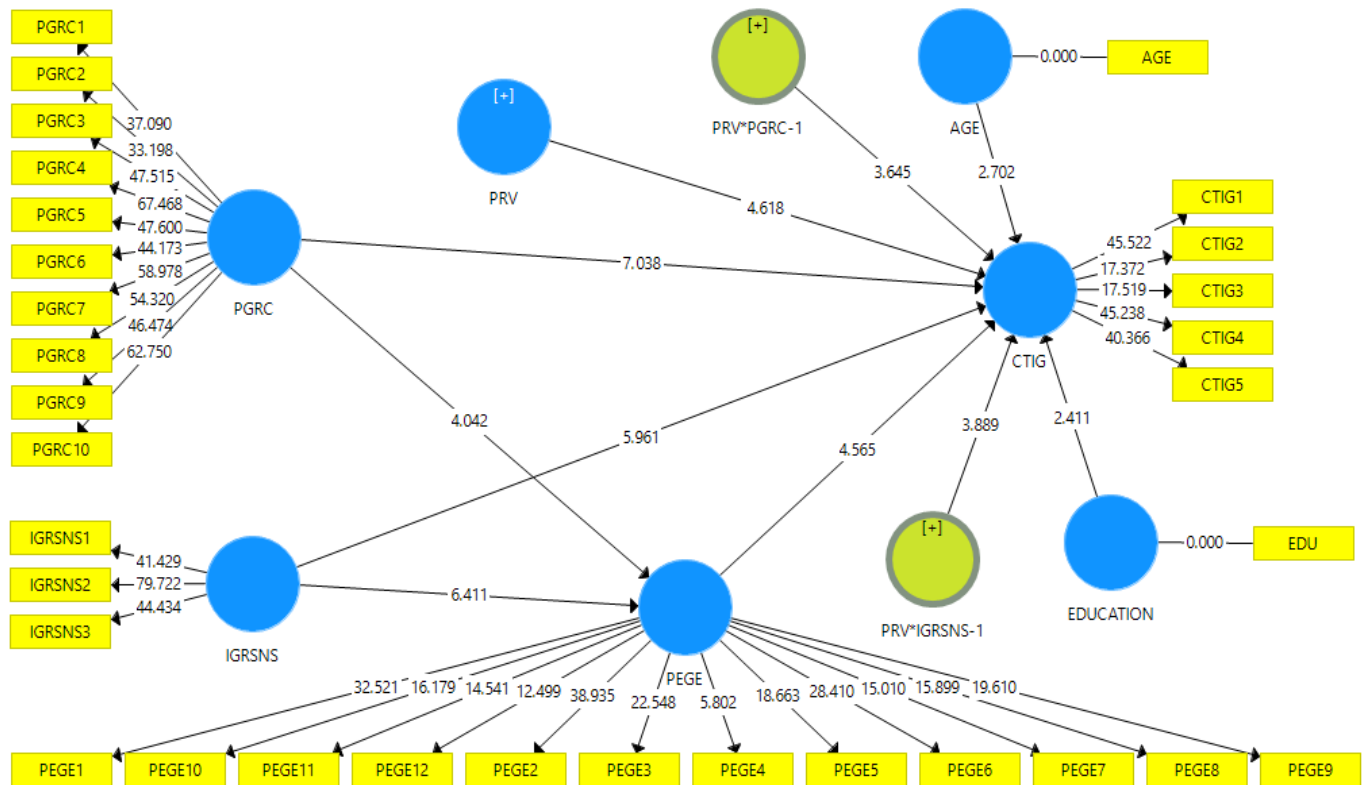 PGRC1
PGRC2
PGRC3
PGRC4
PGRC5
PGRC6
PGRC7
PGRC8
PGRC9
PGRC10
37.090
33.198
47.515
67.468
47.600
44.173
58.978
54.320
46.474
62.750
PGRC
[+]
PRV
[+]
PRV*PGRC-1
AGE
0.000
AGE
3.645
2.702
4.618
7.038
CTIG
45.522
17.372
17.519
45.238
40.366
CTIG1
CTIG2
CTIG3
CTIG4
CTIG5
4.042
5.961
4.565
3.889
2.411
IGRSNS1
IGRSNS2
IGRSNS3
41.429
79.722
44.434
IGRSNS
6.411
PEGE
[+]
PRV*IGRSNS-1
EDUCATION
0.000
EDU
32.521
16.179
14.541
12.499
38.935
22.548
5.802
18.663
28.410
15.010
15.899
19.610
PEGE1
PEGE10
PEGE11
PEGE12
PEGE2
PEGE3
PEGE4
PEGE5
PEGE6
PEGE7
PEGE8
PEGE9